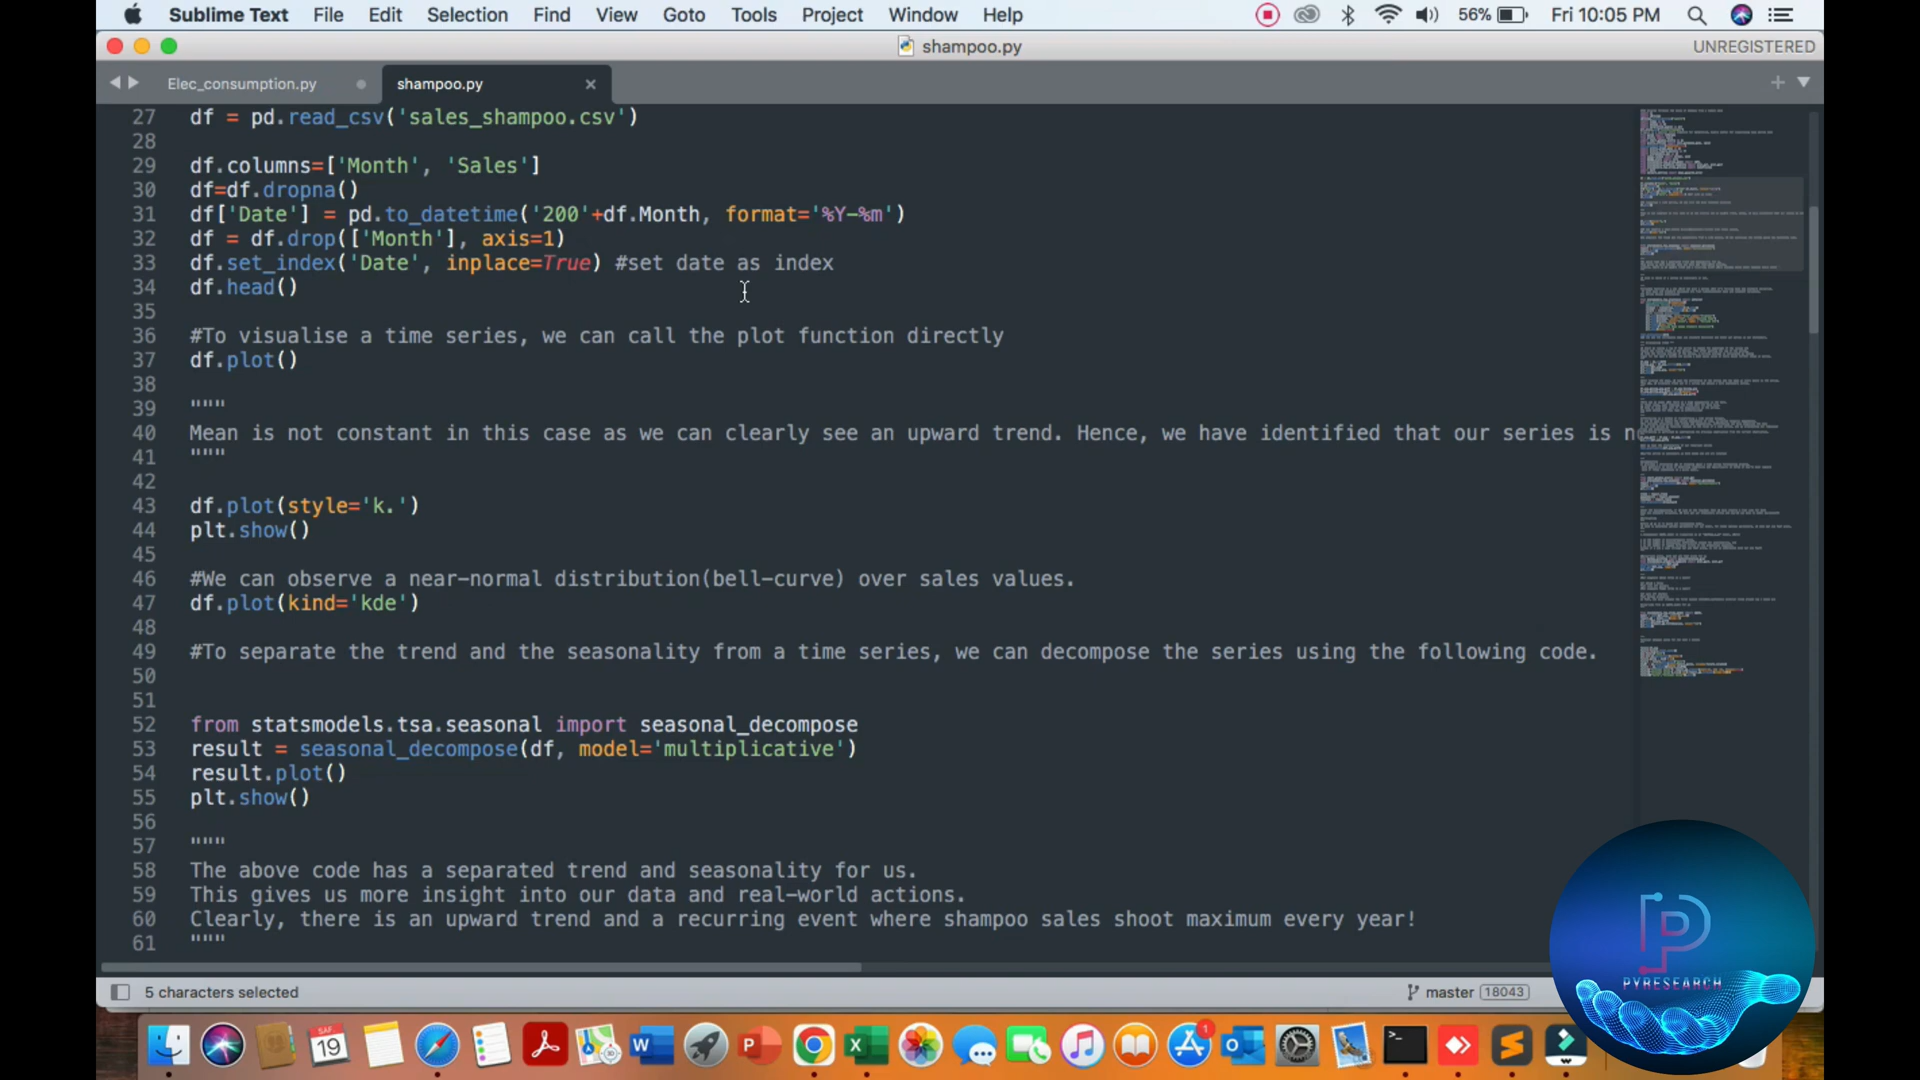 Sublime Text File Edit Selection Find View Goto Tools Project Window Help 56% Fri 10:05 PM
shampoo.py UNREGISTERED
Elec_consumption.py shampoo.py
27 df = pd.read_csv('sales_shampoo.csv')
28
29 df.columns=['Month', 'Sales']
30 df=df.dropna()
31 df['Date'] = pd.to_datetime('200'+df.Month, format='%Y-%m')
32 df = df.drop(['Month'], axis=1)
33 df.set_index('Date', inplace=True) #set date as index
34 df.head()
35
36 #To visualise a time series, we can call the plot function directly
37 df.plot()
38
39 """
40 Mean is not constant in this case as we can clearly see an upward trend. Hence, we have identified that our series is n
41 """
42
43 df.plot(style='k.')
44 plt.show()
45
46 #We can observe a near-normal distribution(bell-curve) over sales values.
47 df.plot(kind='kde')
48
49 #To separate the trend and the seasonality from a time series, we can decompose the series using the following code.
50
51
52 from statsmodels.tsa.seasonal import seasonal_decompose
53 result = seasonal_decompose(df, model='multiplicative')
54 result.plot()
55 plt.show()
56
57 """
58 The above code has a separated trend and seasonality for us.
59 This gives us more insight into our data and real-world actions.
60 Clearly, there is an upward trend and a recurring event where shampoo sales shoot maximum every year!
61 """
5 characters selected master 18043
PYRESEARCH
SAF
19
1